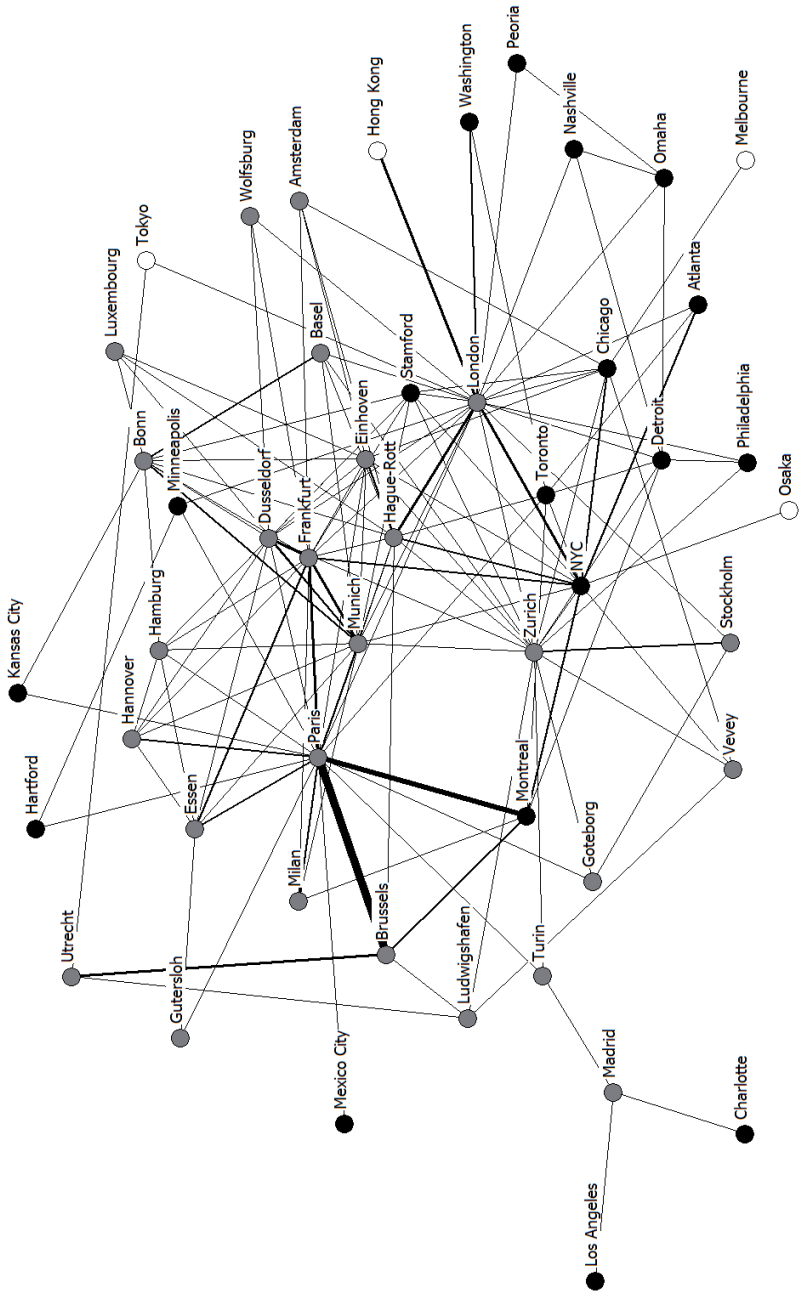 Peoria
Washington
Nashville
Hong Kong
Melbourne
Omaha
Amsterdam
Wolfsburg
Tokyo
Atlanta
Luxembourg
Chicago
Basel
Stamford
London
Philadelphia
Detroit
Einhoven
Bonn
Minneapolis
Toronto
Hague-Rott
Dusseldorf
Frankfurt
Osaka
NYC
Munich
Hamburg
Stockholm
Zurich
Kansas City
Hannover
Paris
Vevey
Montreal
Hartford
Essen
Goteborg
Milan
Brussels
Utrecht
Turin
Ludwigshafen
Gutersloh
Mexico City
Madrid
Charlotte
Los Angeles